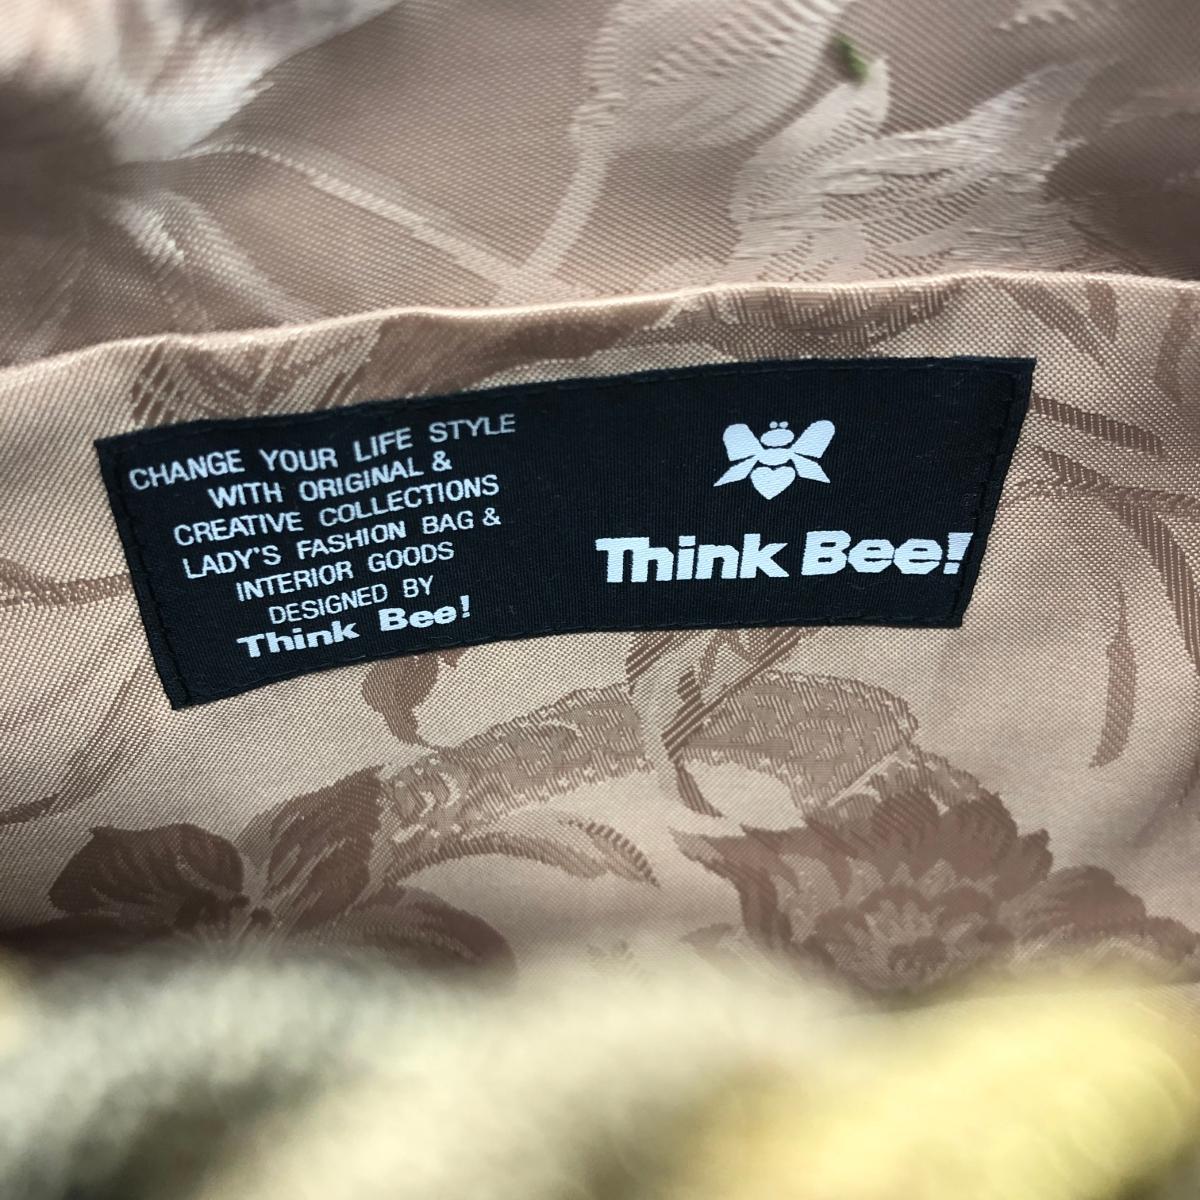 CHANGE YOUR LIFE STYLE
WITH ORIGINAL &
CREATIVE COLLECTIONS
LADY'S FASHION BAG &
INTERIOR GOODS
DESIGNED BY
Think Bee!
Think Bee!